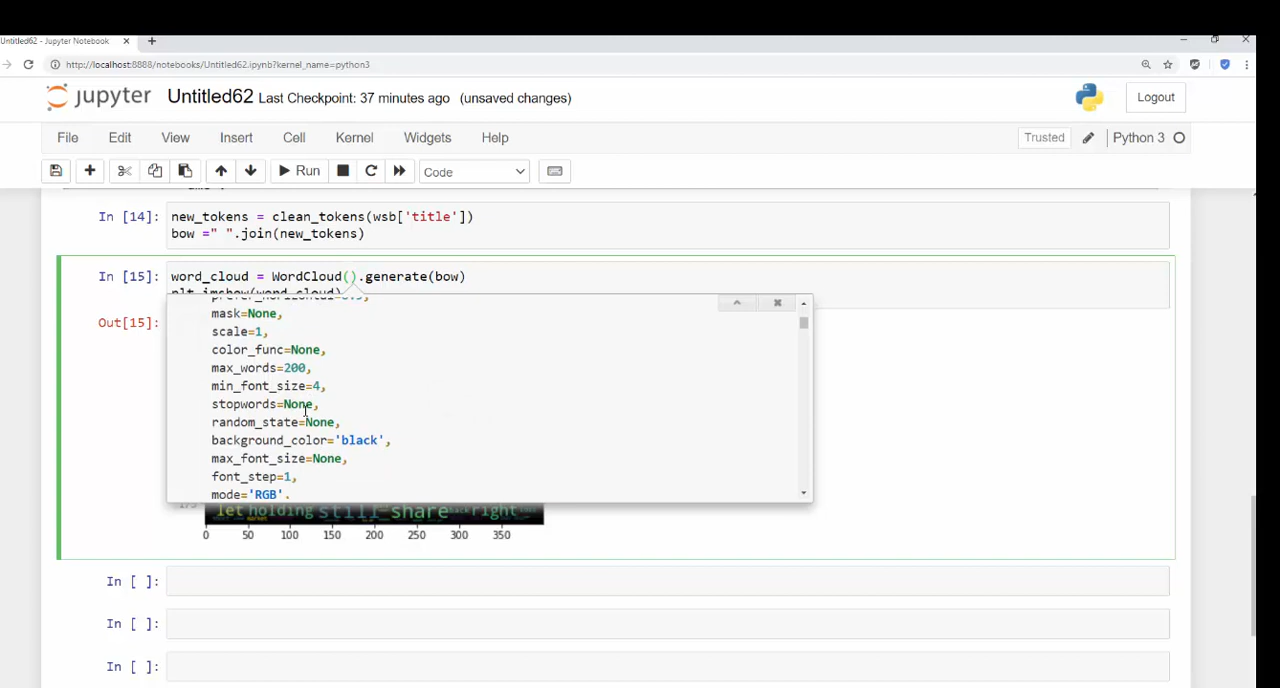 Untitled62 - Jupyter Notebook
http://localhost:8888/notebooks/Untitled62.ipynb?kernel_name=python3
jupyter Untitled62 Last Checkpoint: 37 minutes ago (unsaved changes)
Logout
File Edit View Insert Cell Kernel Widgets Help
Trusted Python 3
Run Code
In [14]: new_tokens = clean_tokens(wsb['title'])
bow =" ".join(new_tokens)
In [15]: word_cloud = WordCloud().generate(bow)
plt.imshow(word_cloud)
mask=None,
scale=1,
color_func=None,
max_words=200,
min_font_size=4,
stopwords=None,
random_state=None,
background_color='black',
max_font_size=None,
font_step=1,
mode='RGB',
Out[15]:
let holding still share right
market
0 50 100 150 200 250 300 350
In [ ]:
In [ ]:
In [ ]: